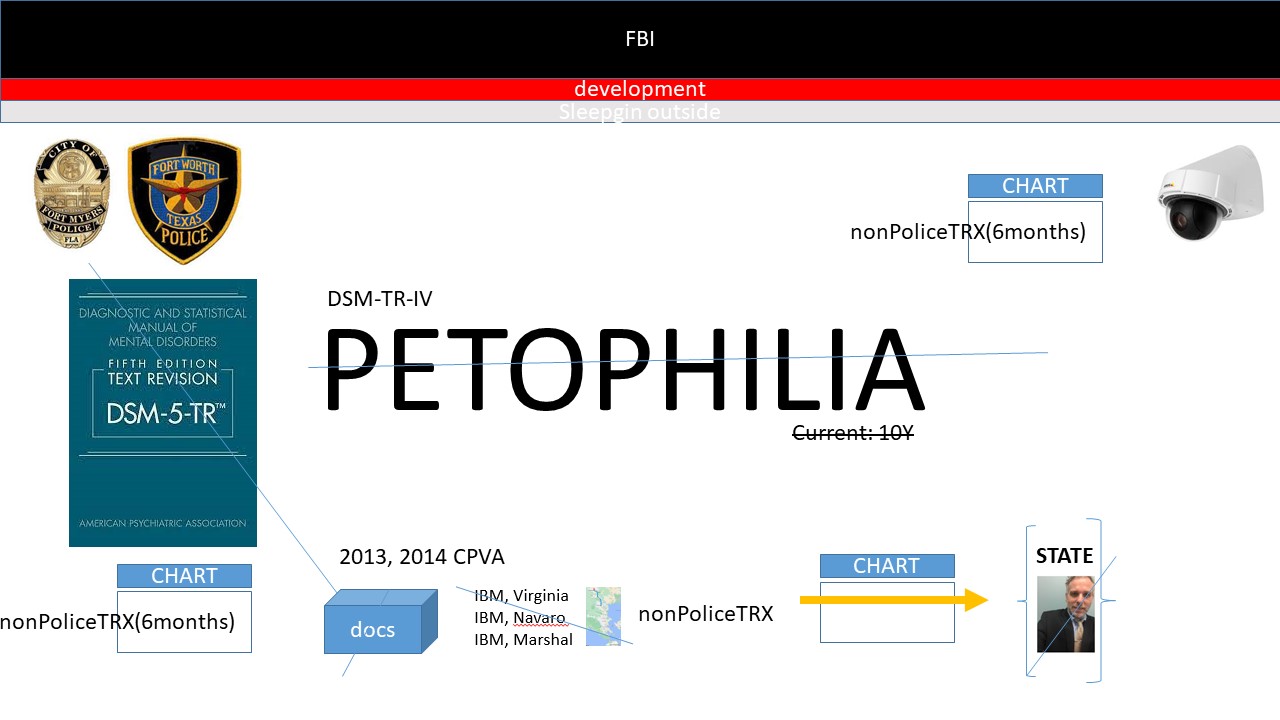 FBI
development
Sleepgin outside
CITY OF
FORT MYERS
POLICE
FLA
FORT WORTH
TEXAS
POLICE
CHART
nonPoliceTRX(6months)
DIAGNOSTIC AND STATISTICAL
MANUAL OF
MENTAL DISORDERS
FIFTH EDITION
TEXT REVISION
DSM-5-TR™
AMERICAN PSYCHIATRIC ASSOCIATION
DSM-TR-IV
PETOPHILIA
Current: 10Y
CHART
nonPoliceTRX(6months)
2013, 2014 CPVA
docs
IBM, Virginia
IBM, Navaro
IBM, Marshal
nonPoliceTRX
CHART
STATE